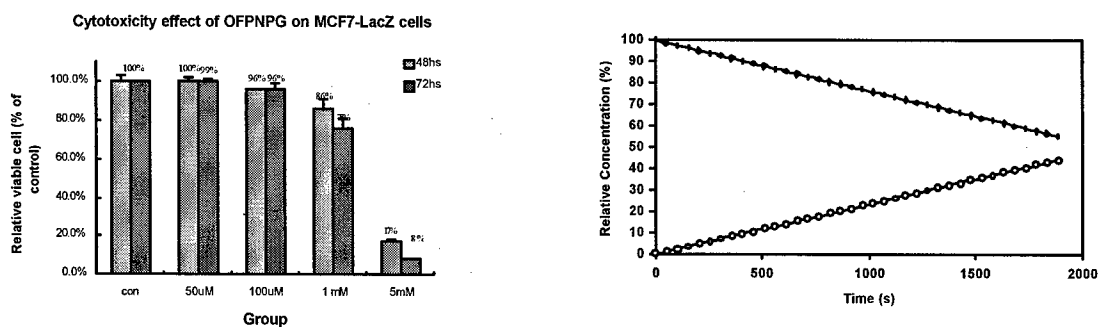 Cytotoxicity effect of OFPNPG on MCF7-LacZ cells
Relative viable cell (% of control)
100.0%
80.0%
60.0%
40.0%
20.0%
0.0%
100%
100%
99%
96%
96%
86%
8%
48hs
72hs
con
50uM
100uM
1 mM
5mM
Group
Relative Concentration (%)
100
90
80
70
60
50
40
30
20
10
0
0
500
1000
1500
2000
Time (s)